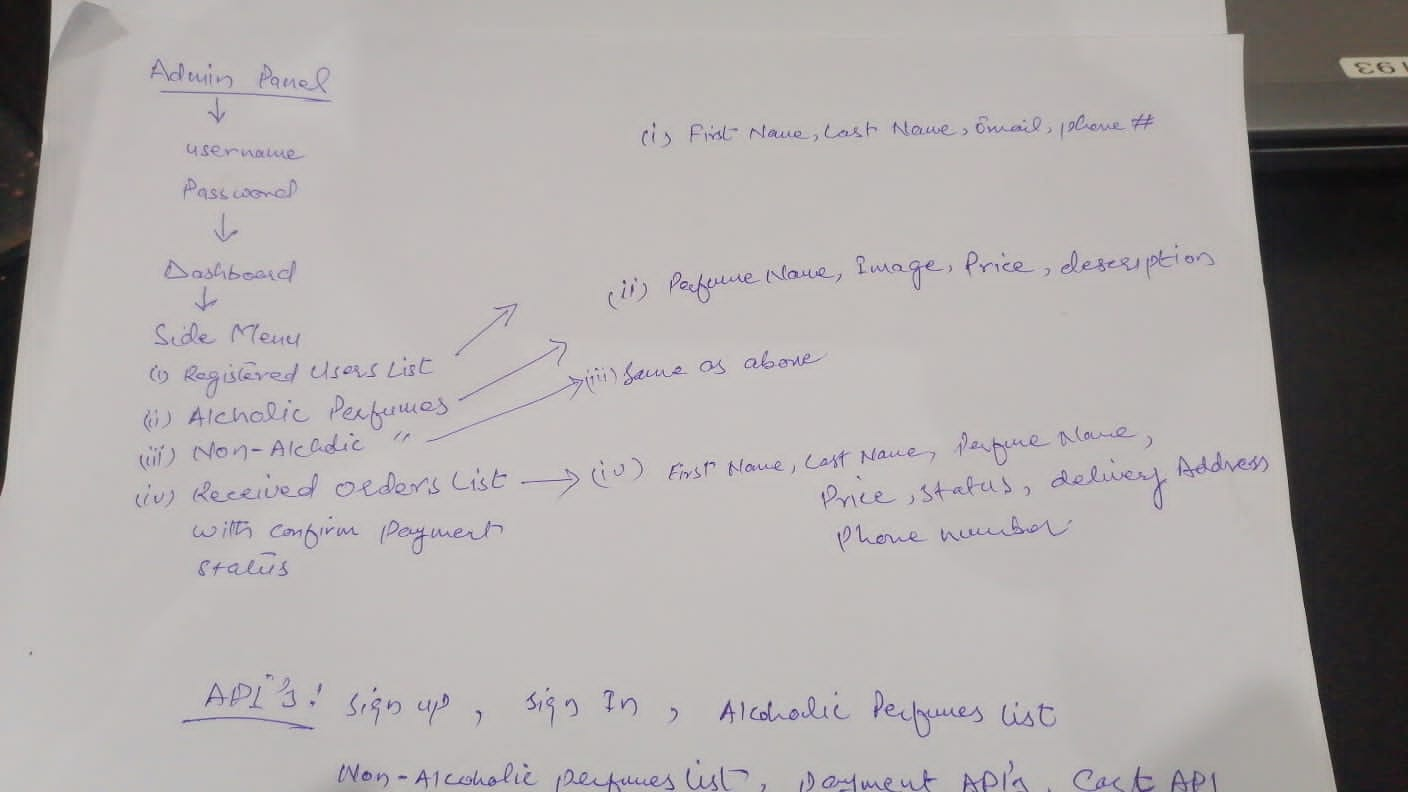 Admin Panel
↓
username
Password
↓
Dashboard
↓
Side Menu
(i) Registered Users List
(ii) Alcholic Perfumes
(iii) Non-Alchdic "
(iv) Received orders List
with confirm payment
status
(i) First Name, Last Name, Email, phone #
(ii) Perfume Name, Image, Price, description
(iii) Same as above
(iv) First Name, Last Name, Perfume Name,
Price, status, delivery Address
Phone number
API's: Sign up, Sign In, Alcoholic Perfumes List
Non-Alcoholic perfumes List, Payment API's, Cart API
193